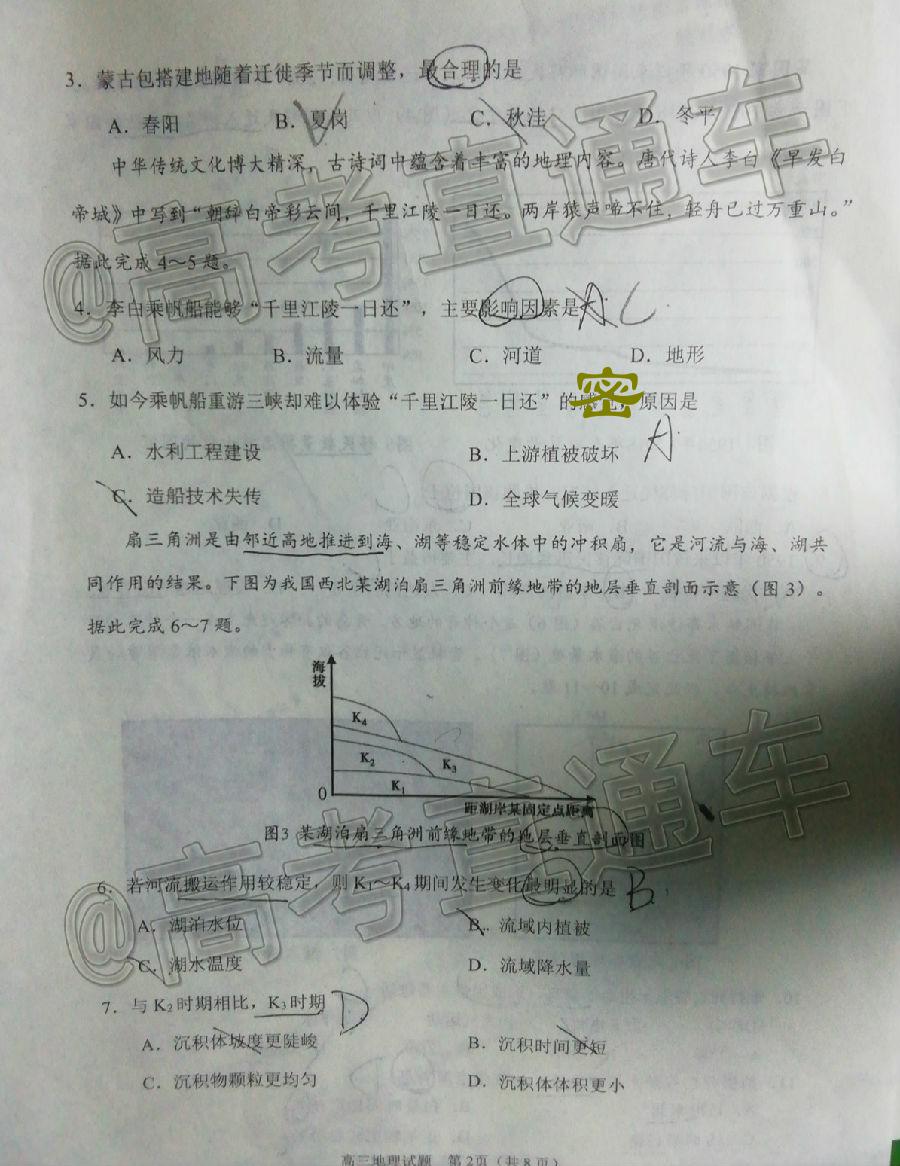 3．蒙古包搭建地随着迁徙季节而调整，最合理的是
A．春阳 B．夏岗 C．秋洼 D．冬平
中华传统文化博大精深，古诗词中蕴含着丰富的地理内容。唐代诗人李白《早发白
帝城》中写到“朝辞白帝彩云间，千里江陵一日还。两岸猿声啼不住，轻舟已过万重山。”
据此完成4～5题。
4．李白乘帆船能够“千里江陵一日还”，主要影响因素是 A C
A．风力 B．流量 C．河道 D．地形
5．如今乘帆船重游三峡却难以体验“千里江陵一日还”的感 密 ，原因是
A．水利工程建设 B．上游植被破坏 A
C．造船技术失传 D．全球气候变暖
扇三角洲是由邻近高地推进到海、湖等稳定水体中的冲积扇，它是河流与海、湖共
同作用的结果。下图为我国西北某湖泊扇三角洲前缘地带的地层垂直剖面示意（图3）。
据此完成6～7题。
海拔
K4
K2 K3
K1
0
距湖岸某固定点距离
图3 某湖泊扇三角洲前缘地带的地层垂直剖面图
6．若河流搬运作用较稳定，则K1～K4期间发生变化最明显的是 B
A．湖泊水位 B．流域内植被
C．湖水温度 D．流域降水量
7．与K2时期相比，K3时期 D
A．沉积体坡度更陡峻 B．沉积时间更短
C．沉积物颗粒更均匀 D．沉积体体积更小
高三地理试题 第2页（共8页）
@高考直通车
@高考直通车